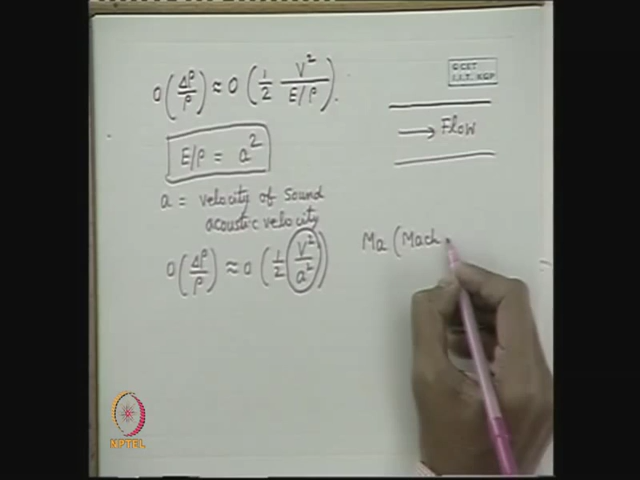 O(Δρ/ρ) ≈ O(1/2 V²/E/ρ).
G CET
I.I.T. KGP
→ Flow
E/ρ = a²
a = velocity of Sound
acoustic velocity
O(Δρ/ρ) ≈ O(1/2 V²/a²)
Ma (Mach
NPTEL